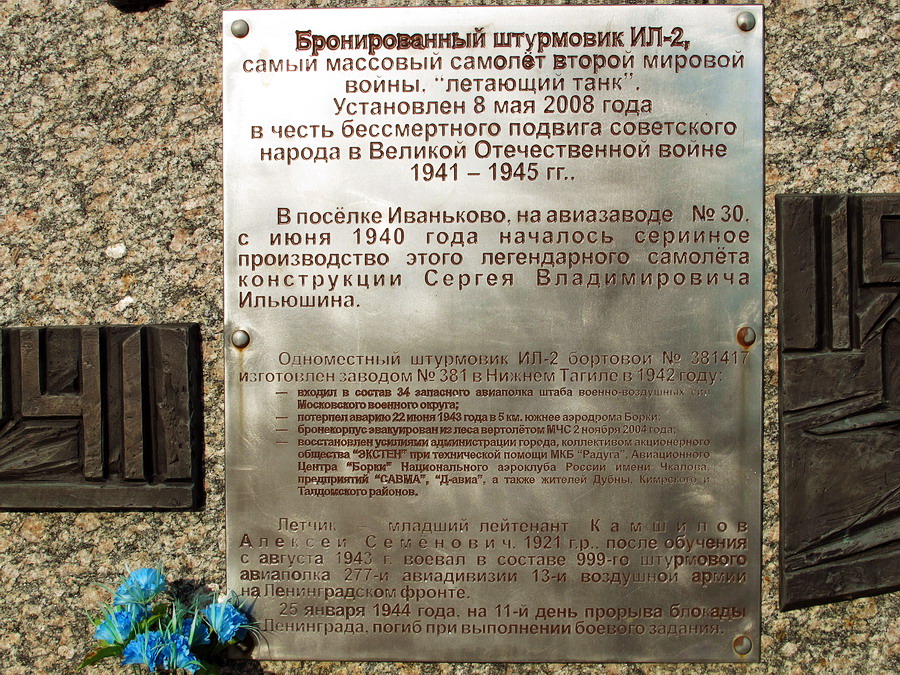 Бронированный штурмовик ИЛ-2,
самый массовый самолёт второй мировой
войны, “летающий танк”.
Установлен 8 мая 2008 года
в честь бессмертного подвига советского
народа в Великой Отечественной войне
1941 – 1945 гг..
В посёлке Иваньково, на авиазаводе № 30,
с июня 1940 года началось серийное
производство этого легендарного самолёта
конструкции Сергея Владимировича
Ильюшина.
Одноместный штурмовик ИЛ-2 бортовой № 381417
изготовлен заводом № 381 в Нижнем Тагиле в 1942 году:
— входил в состав 34 запасного авиаполка штаба военно-воздушных сил
Московского военного округа;
— потерпел аварию 22 июня 1943 года в 5 км. южнее аэродрома Борки;
— бронекорпус эвакуирован из леса вертолётом МЧС 2 ноября 2004 года;
— восстановлен усилиями администрации города, коллективом акционерного
общества “ЭКСТЕН” при технической помощи МКБ “Радуга”, Авиационного
Центра “Борки” Национального аэроклуба России имени Чкалова,
предприятий “САВМА”, “Д-авиа”, а также жителей Дубны, Кимрского и
Талдомского районов.
Летчик – младший лейтенант Камшилов
Алексей Семёнович, 1921 г.р., после обучения
с августа 1943 г. воевал в составе 999-го штурмового
авиаполка 277-й авиадивизии 13-й воздушной армии
на Ленинградском фронте.
25 января 1944 года, на 11-й день прорыва блокады
Ленинграда, погиб при выполнении боевого задания.